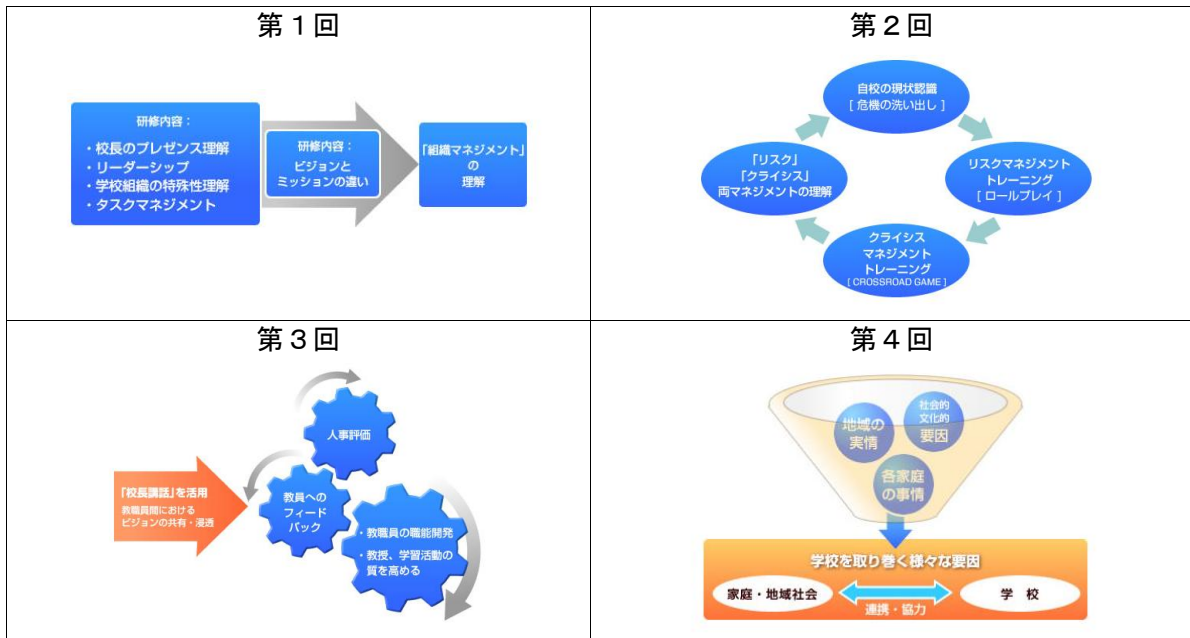 第1回
研修内容：
・校長のプレゼンス理解
・リーダーシップ
・学校組織の特殊性理解
・タスクマネジメント
研修内容：
ビジョンと
ミッションの違い
「組織マネジメント」
の
理解
第2回
自校の現状認識
[ 危機の洗い出し ]
リスクマネジメント
トレーニング
[ ロールプレイ ]
クライシス
マネジメント
トレーニング
[ CROSSROAD GAME ]
「リスク」
「クライシス」
両マネジメントの理解
第3回
「校長講話」を活用
教職員間における
ビジョンの共有・浸透
人事評価
教員への
フィード
バック
・教職員の職能開発
・教授、学習活動の
質を高める
第4回
地域の
実情
社会的
文化的
要因
各家庭
の事情
学校を取り巻く様々な要因
家庭・地域社会
連携・協力
学　校